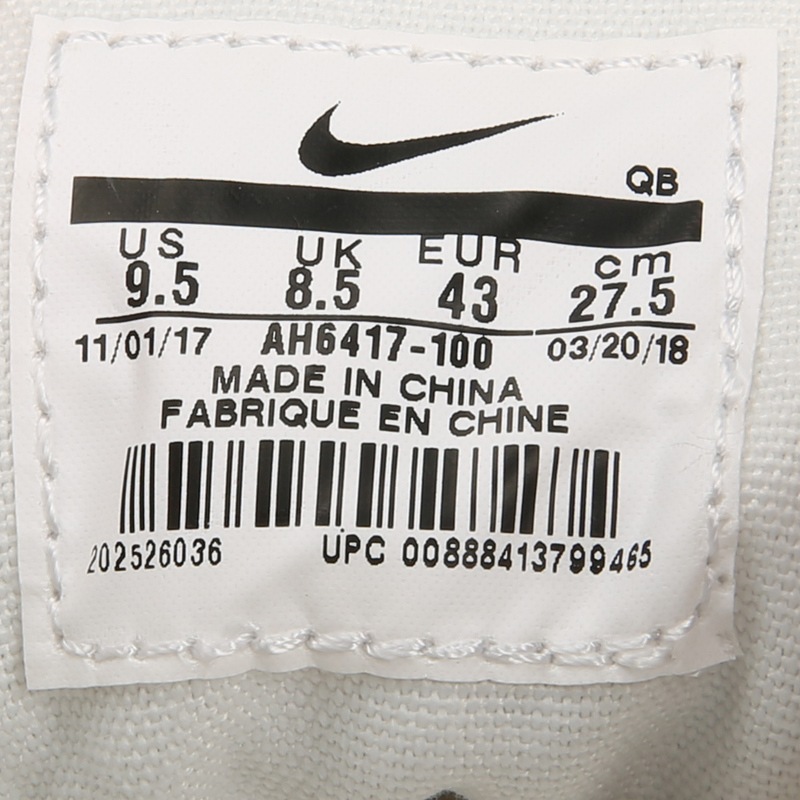 QB
US UK EUR cm
9.5 8.5 43 27.5
11/01/17 AH6417-100 03/20/18
MADE IN CHINA
FABRIQUE EN CHINE
202526036 UPC 00888413799465